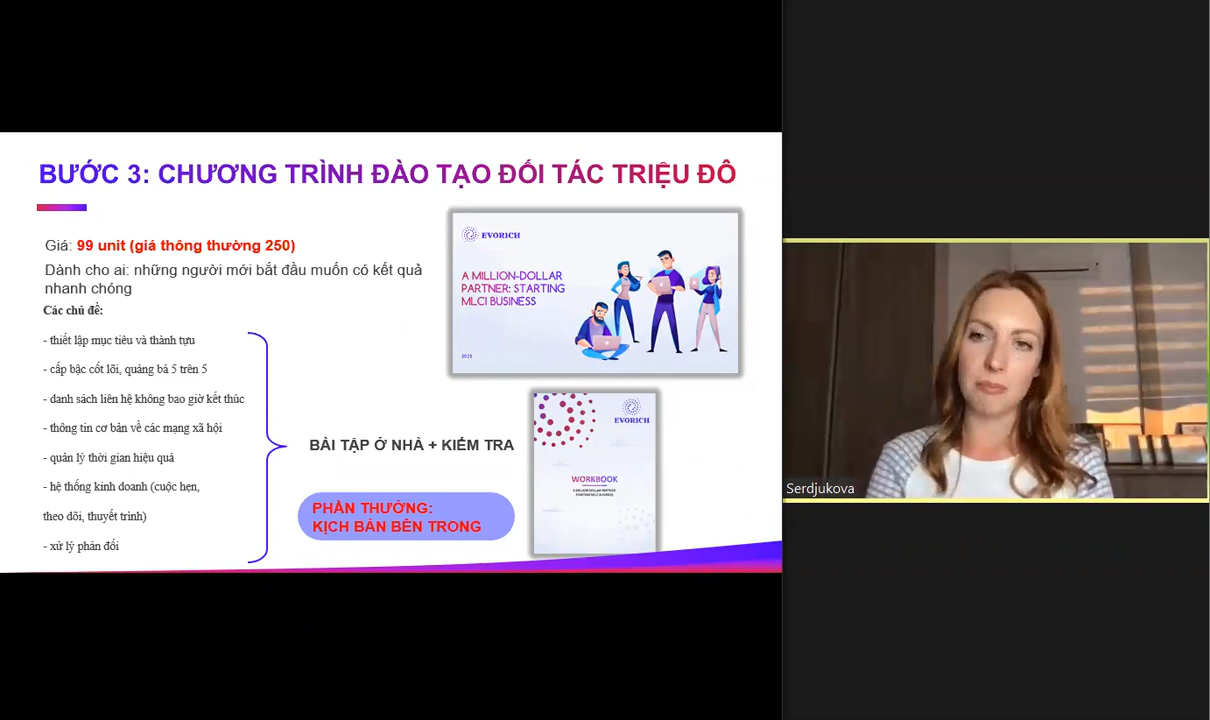 BƯỚC 3: CHƯƠNG TRÌNH ĐÀO TẠO ĐỐI TÁC TRIỆU ĐÔ
Giá: 99 unit (giá thông thường 250)
Dành cho ai: những người mới bắt đầu muốn có kết quả
nhanh chóng
Các chủ đề:
- thiết lập mục tiêu và thành tựu
- cấp bậc cốt lõi, quảng bá 5 trên 5
- danh sách liên hệ không bao giờ kết thúc
- thông tin cơ bản về các mạng xã hội
- quản lý thời gian hiệu quả
- hệ thống kinh doanh (cuộc hẹn,
theo dõi, thuyết trình)
- xử lý phản đối
EVORICH
A MILLION-DOLLAR
PARTNER: STARTING
MLCI BUSINESS
BÀI TẬP Ở NHÀ + KIỂM TRA
PHẦN THƯỞNG:
KỊCH BẢN BÊN TRONG
EVORICH
WORKBOOK
Serdjukova